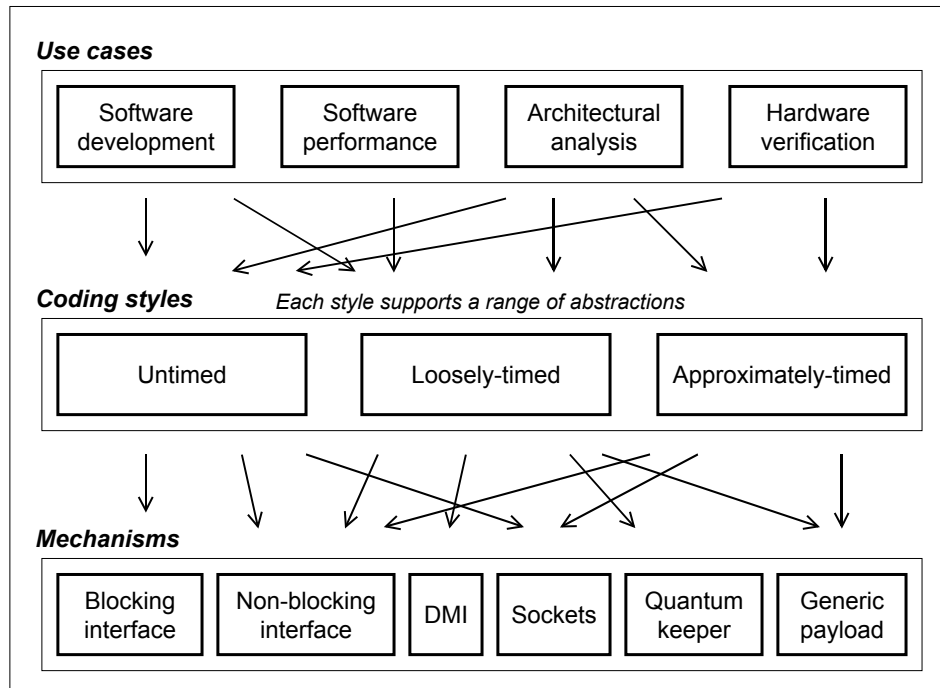 Use cases
Software
development
Software
performance
Architectural
analysis
Hardware
verification
Coding styles
Each style supports a range of abstractions
Untimed
Loosely-timed
Approximately-timed
Mechanisms
Blocking
interface
Non-blocking
interface
DMI
Sockets
Quantum
keeper
Generic
payload